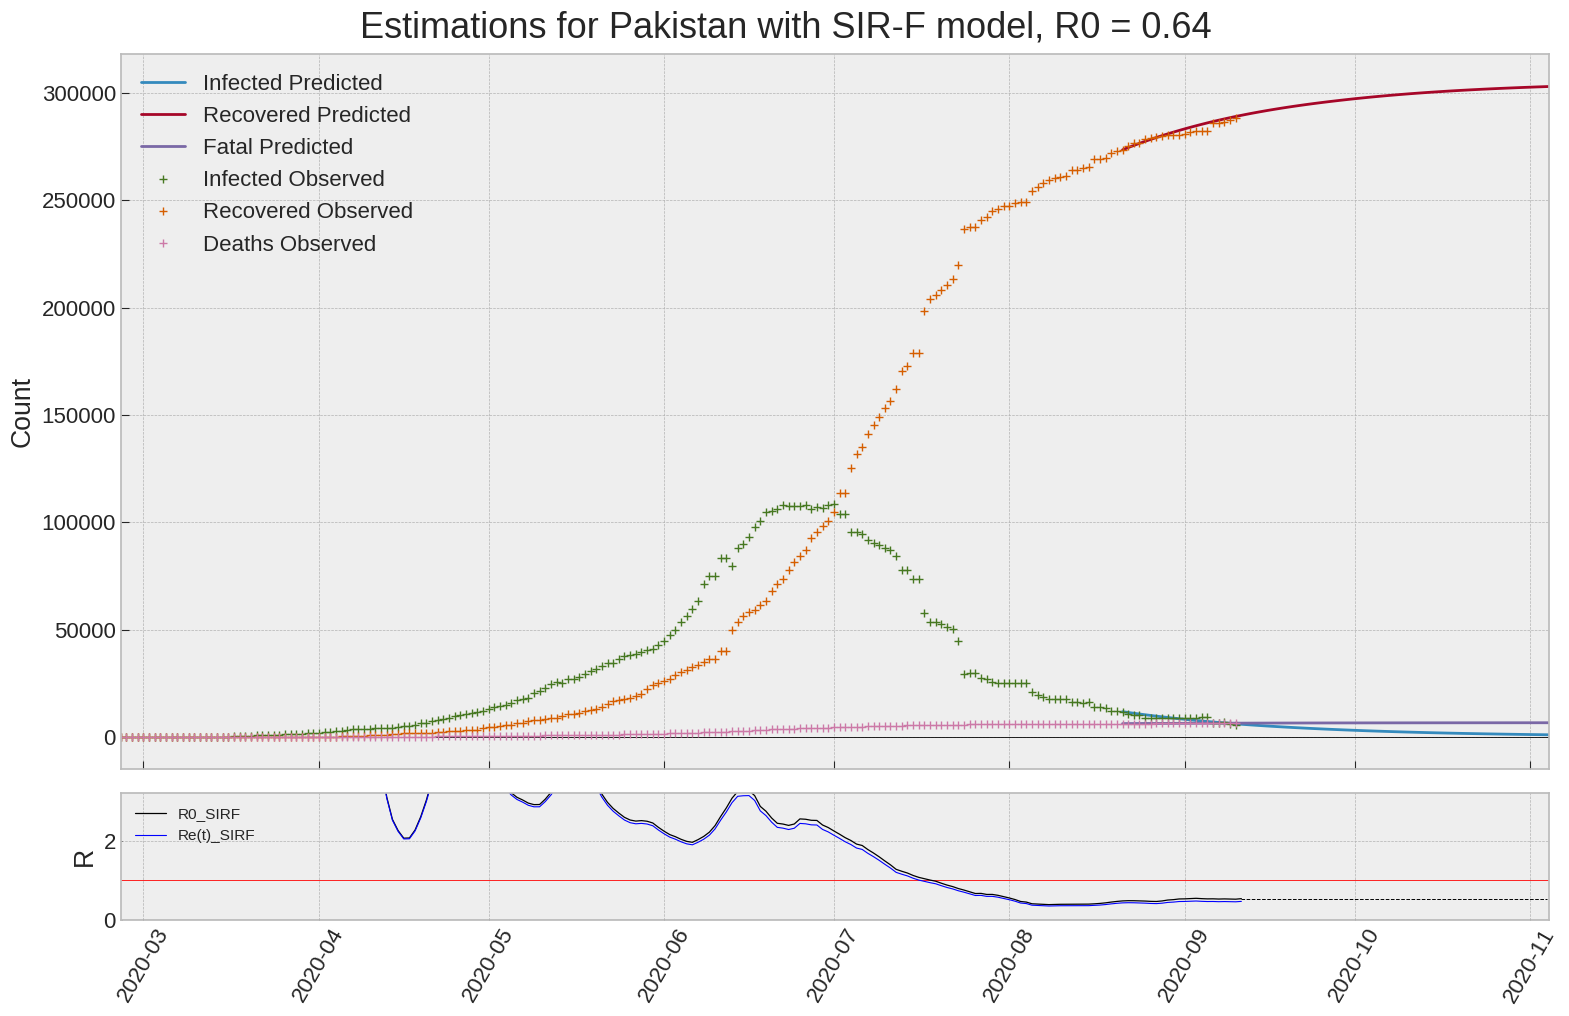 Estimations for Pakistan with SIR-F model, R0 = 0.64
Infected Predicted
Recovered Predicted
Fatal Predicted
Infected Observed
Recovered Observed
Deaths Observed
300000
250000
200000
150000
100000
50000
0
Count
R0_SIRF
Re(t)_SIRF
2
0
R
2020-03
2020-04
2020-05
2020-06
2020-07
2020-08
2020-09
2020-10
2020-11